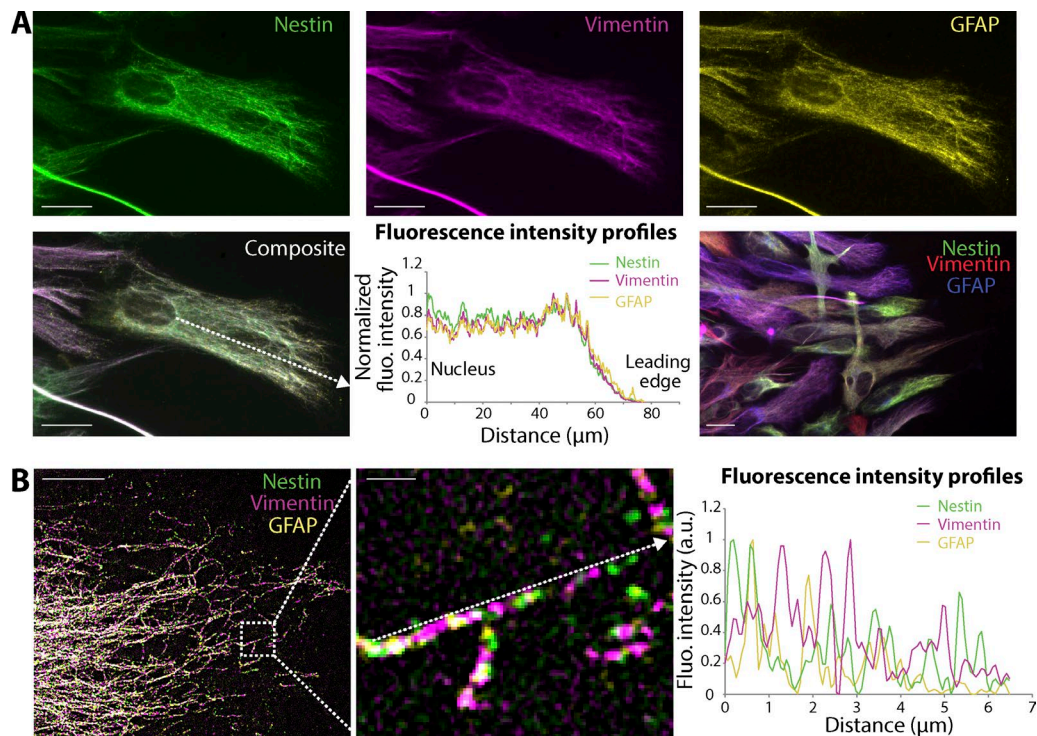 A
Nestin
Vimentin
GFAP
Composite
Fluorescence intensity profiles
Normalized
fluo. intensity
1.2
1
0.8
0.6
0.4
0.2
0
Nestin
Vimentin
GFAP
Nucleus
Leading
edge
0 20 40 60 80
Distance (µm)
Nestin
Vimentin
GFAP
B
Nestin
Vimentin
GFAP
Fluorescence intensity profiles
Fluo. intensity (a.u.)
1.2
1
0.8
0.6
0.4
0.2
0
Nestin
Vimentin
GFAP
0 1 2 3 4 5 6 7
Distance (µm)